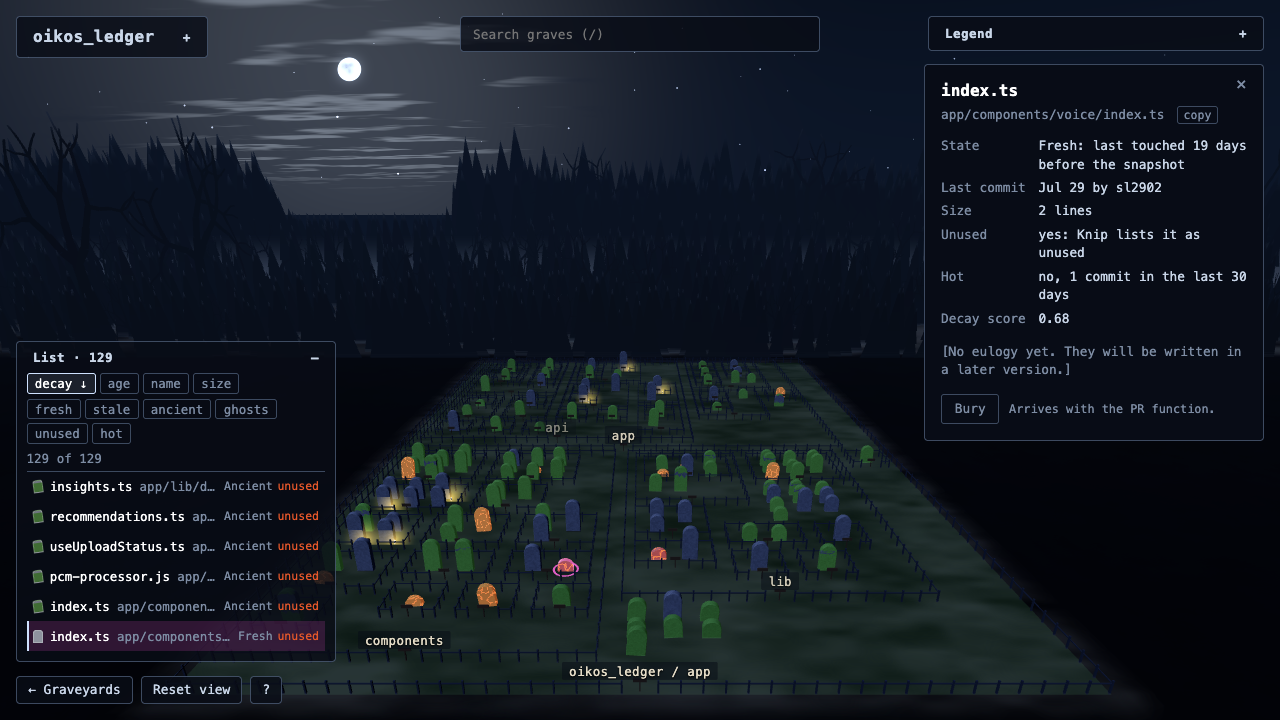 oikos_ledger +
Search graves (/)
Legend +
index.ts ×
app/components/voice/index.ts copy
State Fresh: last touched 19 days
before the snapshot
Last commit Jul 29 by sl2902
Size 2 lines
Unused yes: Knip lists it as
unused
Hot no, 1 commit in the last 30
days
Decay score 0.68
[No eulogy yet. They will be written in
a later version.]
Bury Arrives with the PR function.
List · 129 −
decay ↓ age name size
fresh stale ancient ghosts
unused hot
129 of 129
insights.ts app/lib/d… Ancient unused
recommendations.ts ap… Ancient unused
useUploadStatus.ts ap… Ancient unused
pcm-processor.js app/… Ancient unused
index.ts app/componen… Ancient unused
index.ts app/components… Fresh unused
api
app
lib
components
oikos_ledger / app
← Graveyards Reset view ?